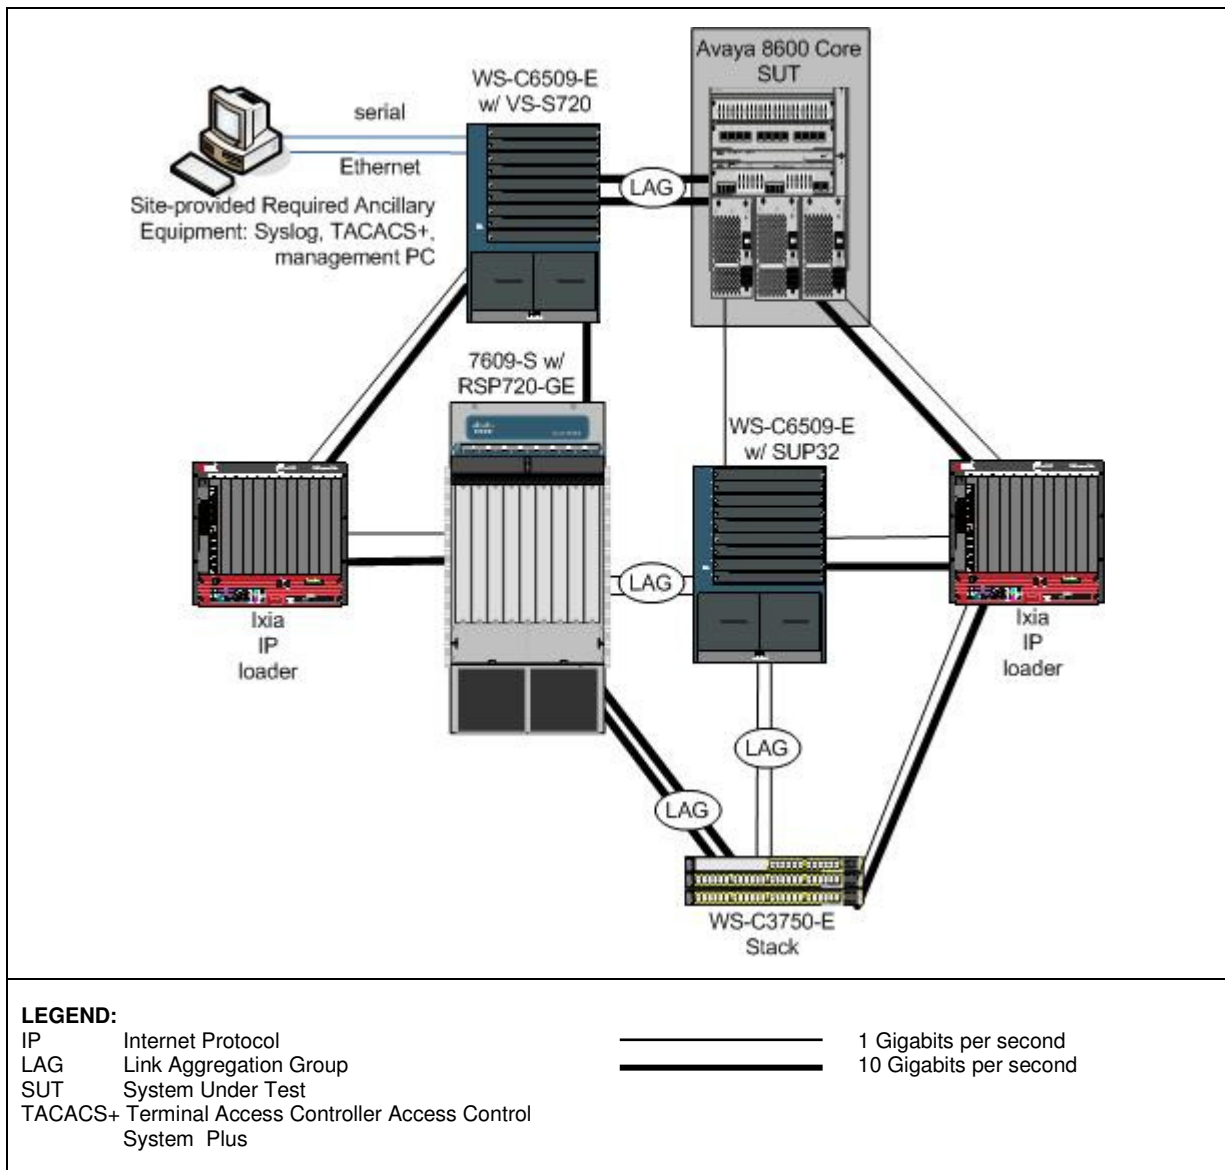 Avaya 8600 Core
SUT
WS-C6509-E
w/ VS-S720
serial
Ethernet
LAG
Site-provided Required Ancillary
Equipment: Syslog, TACACS+,
management PC
7609-S w/
RSP720-GE
WS-C6509-E
w/ SUP32
LAG
Ixia
IP
loader
Ixia
IP
loader
LAG
LAG
WS-C3750-E
Stack
LEGEND:
IP Internet Protocol
LAG Link Aggregation Group
SUT System Under Test
TACACS+ Terminal Access Controller Access Control
System Plus
1 Gigabits per second
10 Gigabits per second